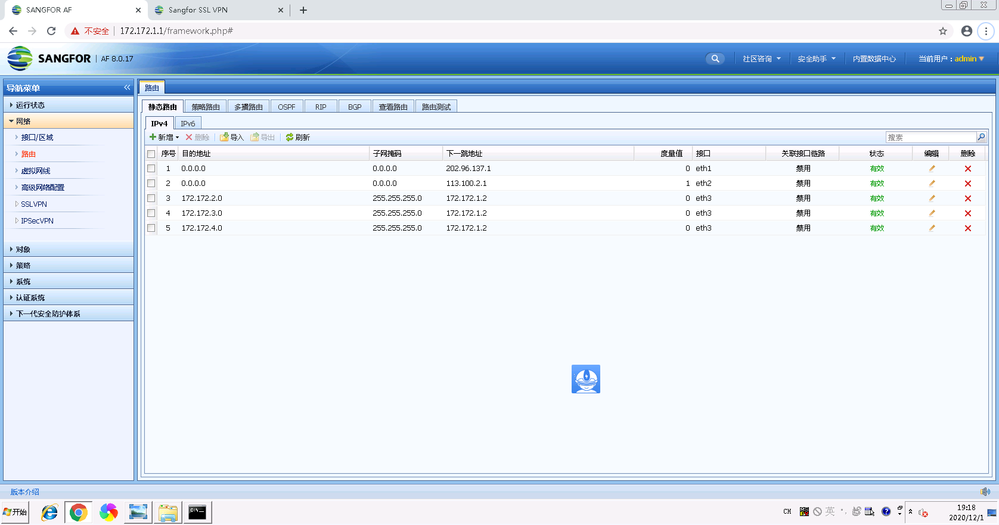 SANGFOR AF
Sangfor SSL VPN
不安全
172.172.1.1/framework.php#
SANGFOR
AF 8.0.17
社区咨询
安全助手
内置数据中心
当前用户：admin
导航菜单
运行状态
网络
接口/区域
路由
虚拟网线
高级网络配置
SSLVPN
IPSecVPN
对象
策略
系统
认证系统
下一代安全防护体系
路由
静态路由 策略路由 多播路由 OSPF RIP BGP 查看路由 路由测试
IPv4 IPv6
新增 删除 导入 导出 刷新 搜索
序号 目的地址 子网掩码 下一跳地址 度量值 接口 关联接口链路 状态 编辑 删除
1 0.0.0.0 0.0.0.0 202.96.137.1 0 eth1 禁用 有效
2 0.0.0.0 0.0.0.0 113.100.2.1 1 eth2 禁用 有效
3 172.172.2.0 255.255.255.0 172.172.1.2 0 eth3 禁用 有效
4 172.172.3.0 255.255.255.0 172.172.1.2 0 eth3 禁用 有效
5 172.172.4.0 255.255.255.0 172.172.1.2 0 eth3 禁用 有效
版本介绍
开始
C:\
CH
英
19:18
2020/12/1